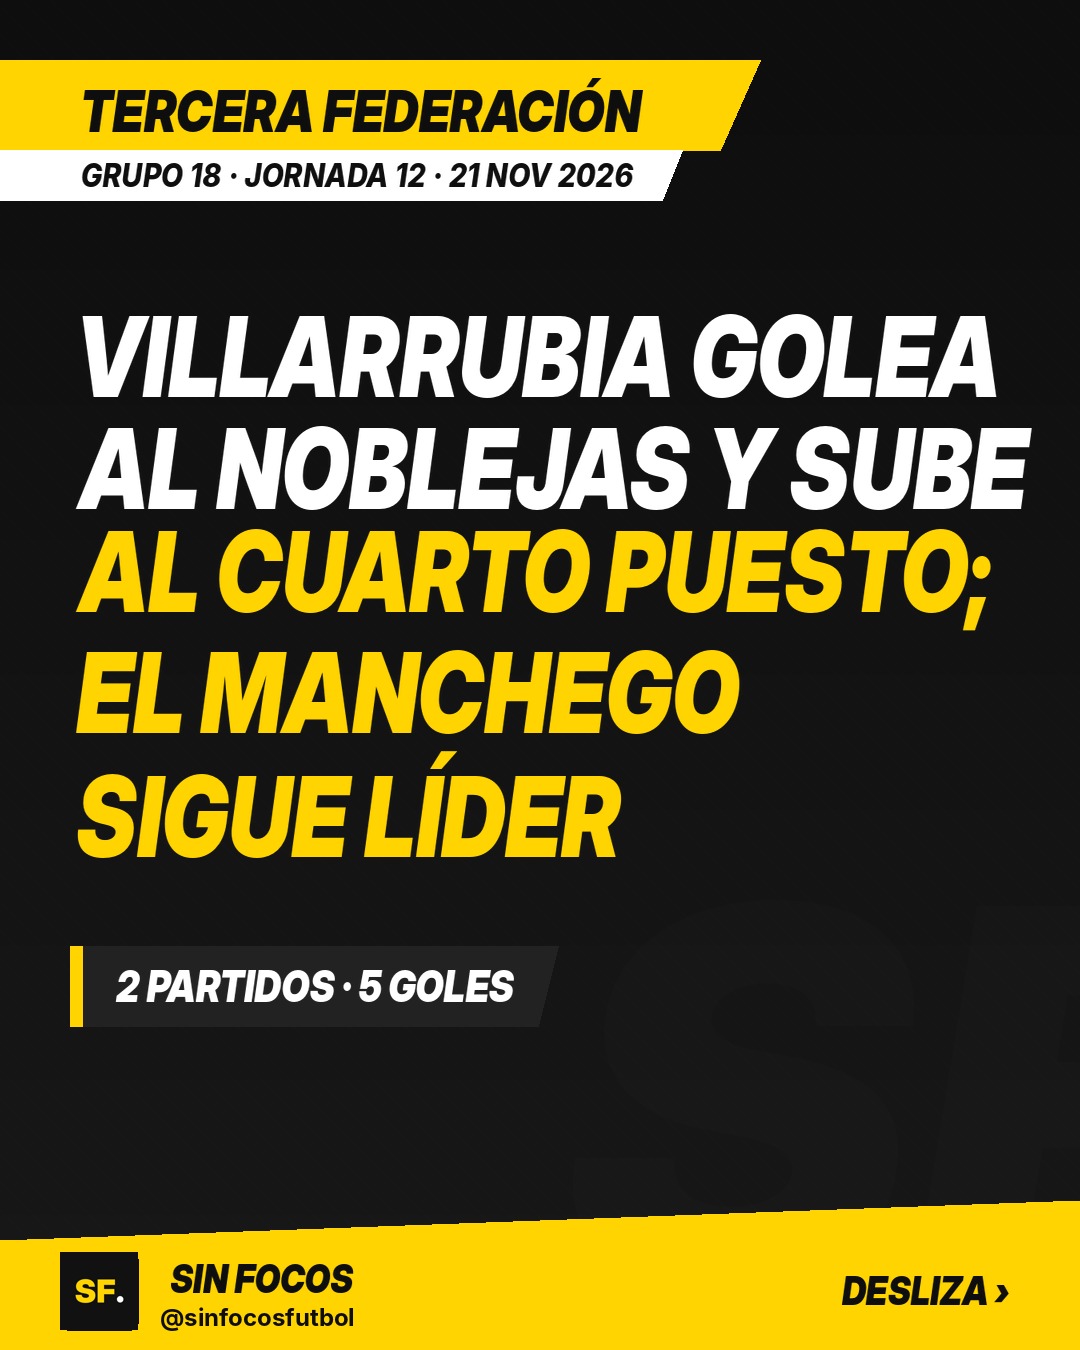 TERCERA FEDERACIÓN
GRUPO 18 · JORNADA 12 · 21 NOV 2026
VILLARRUBIA GOLEA
AL NOBLEJAS Y SUBE
AL CUARTO PUESTO;
EL MANCHEGO
SIGUE LÍDER
2 PARTIDOS · 5 GOLES
SF
SF.
SIN FOCOS
@sinfocosfutbol
DESLIZA ›